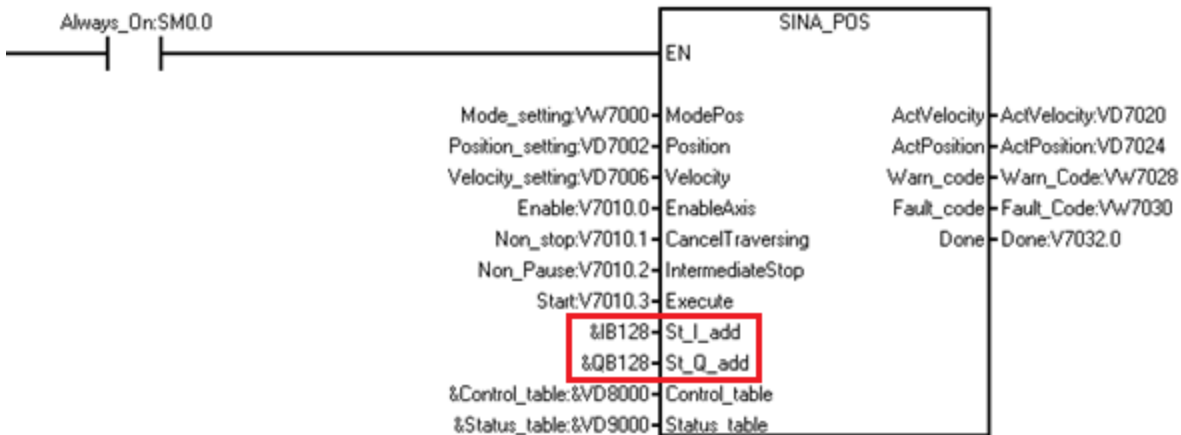 Always_On:SM0.0
SINA_POS
EN
Mode_setting:VW7000 ModePos ActVelocity ActVelocity:VD7020
Position_setting:VD7002 Position ActPosition ActPosition:VD7024
Velocity_setting:VD7006 Velocity Warn_code Warn_Code:VW7028
Enable:V7010.0 EnableAxis Fault_code Fault_Code:VW7030
Non_stop:V7010.1 CancelTraversing Done Done:V7032.0
Non_Pause:V7010.2 IntermediateStop
Start:V7010.3 Execute
&IB128 St_I_add
&QB128 St_Q_add
&Control_table:&VD8000 Control_table
&Status_table:&VD9000 Status_table